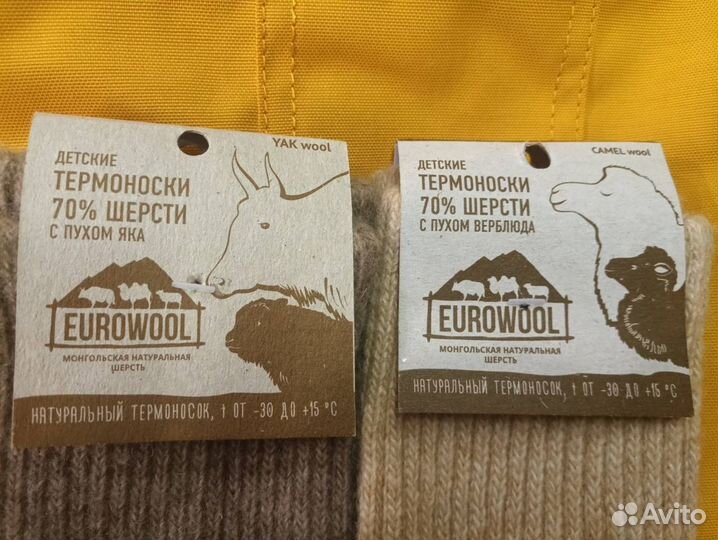 YAK wool
ДЕТСКИЕ
ТЕРМОНОСКИ
70% ШЕРСТИ
С ПУХОМ ЯКА
EUROWOOL
МОНГОЛЬСКАЯ НАТУРАЛЬНАЯ
ШЕРСТЬ
НАТУРАЛЬНЫЙ ТЕРМОНОСОК, t ОТ -30 ДО +15 °C
CAMEL wool
ДЕТСКИЕ
ТЕРМОНОСКИ
70% ШЕРСТИ
С ПУХОМ ВЕРБЛЮДА
EUROWOOL
МОНГОЛЬСКАЯ НАТУРАЛЬНАЯ
ШЕРСТЬ
НАТУРАЛЬНЫЙ ТЕРМОНОСОК, t ОТ -30 ДО +15 °C
Avito